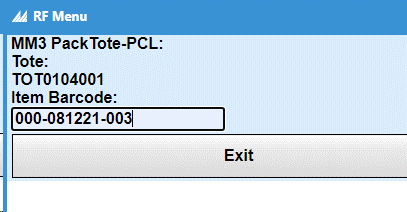 RF Menu
MM3 PackTote-PCL:
Tote:
TOT0104001
Item Barcode:
000-081221-003
Exit